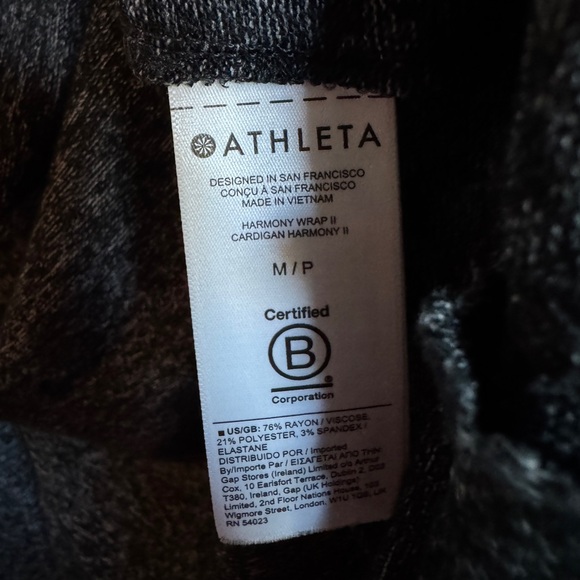 ATHLETA
DESIGNED IN SAN FRANCISCO
CONÇU À SAN FRANCISCO
MADE IN VIETNAM
HARMONY WRAP II
CARDIGAN HARMONY II
M / P
Certified
B
®
Corporation
■ US/GB: 76% RAYON / VISCOSE,
21% POLYESTER, 3% SPANDEX /
ELASTANE
DISTRIBUIDO POR / Imported
By/Importe Par / ΕΙΣΑΓΕΤΑΙ ΑΠΟ ΤΗΝ:
Gap Stores (Ireland) Limited c/o Arthur
Cox, 10 Earlsfort Terrace, Dublin 2, D02
T380, Ireland, Gap (UK Holdings)
Limited, 2nd Floor Nations House, 103
Wigmore Street, London, W1U 1QS, UK
RN 54023